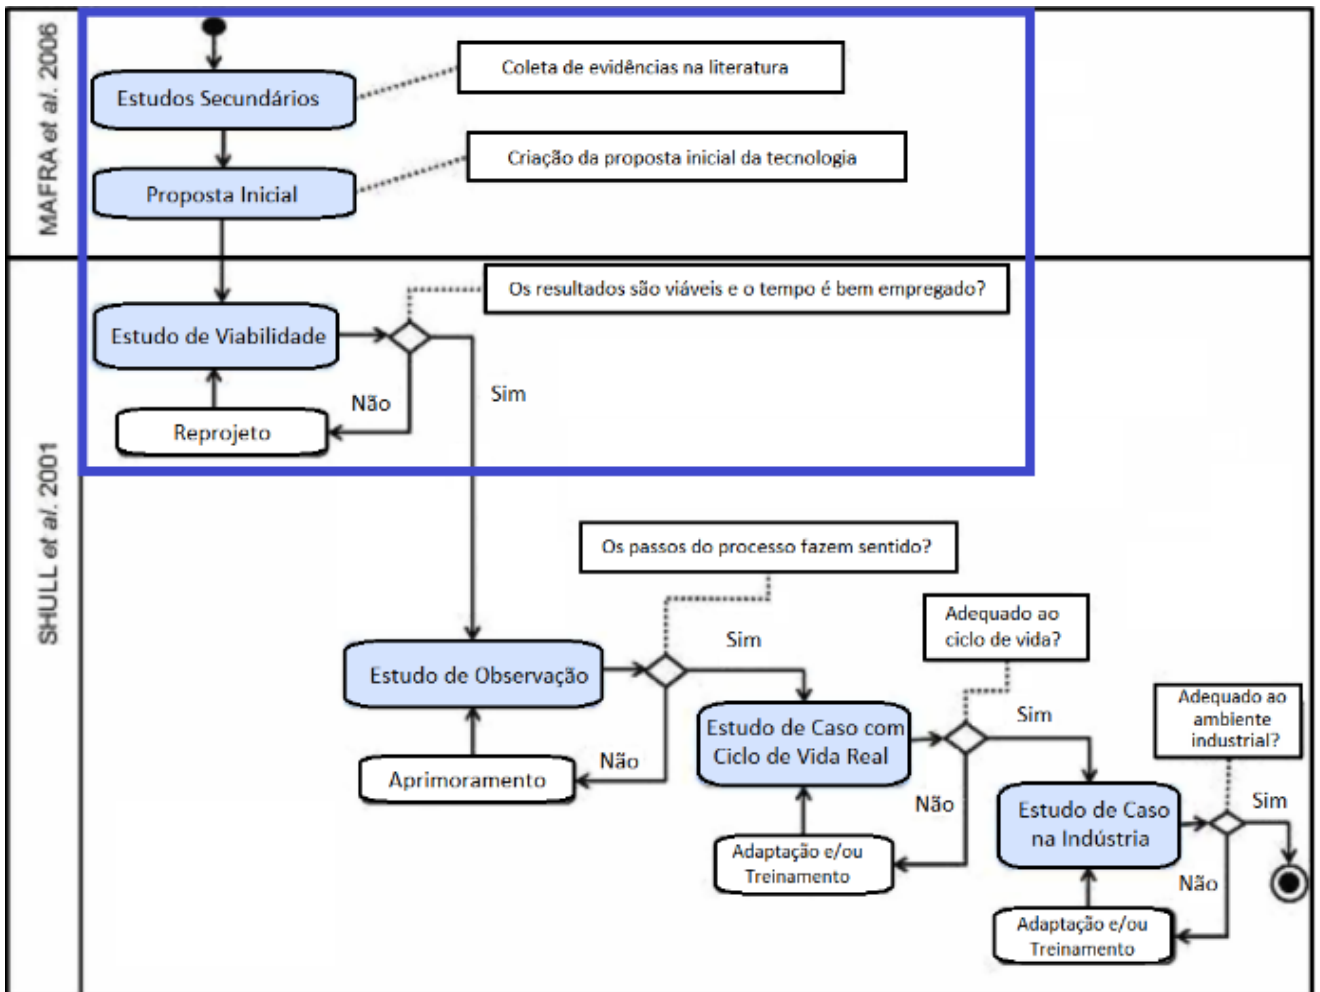 MAFRA et al. 2006
Estudos Secundários
Coleta de evidências na literatura
Proposta Inicial
Criação da proposta inicial da tecnologia
SHULL et al. 2001
Estudo de Viabilidade
Os resultados são viáveis e o tempo é bem empregado?
Não
Sim
Reprojeto
Os passos do processo fazem sentido?
Estudo de Observação
Sim
Não
Aprimoramento
Adequado ao
ciclo de vida?
Estudo de Caso com
Ciclo de Vida Real
Sim
Não
Adaptação e/ou
Treinamento
Adequado ao
ambiente
industrial?
Estudo de Caso
na Indústria
Sim
Não
Adaptação e/ou
Treinamento